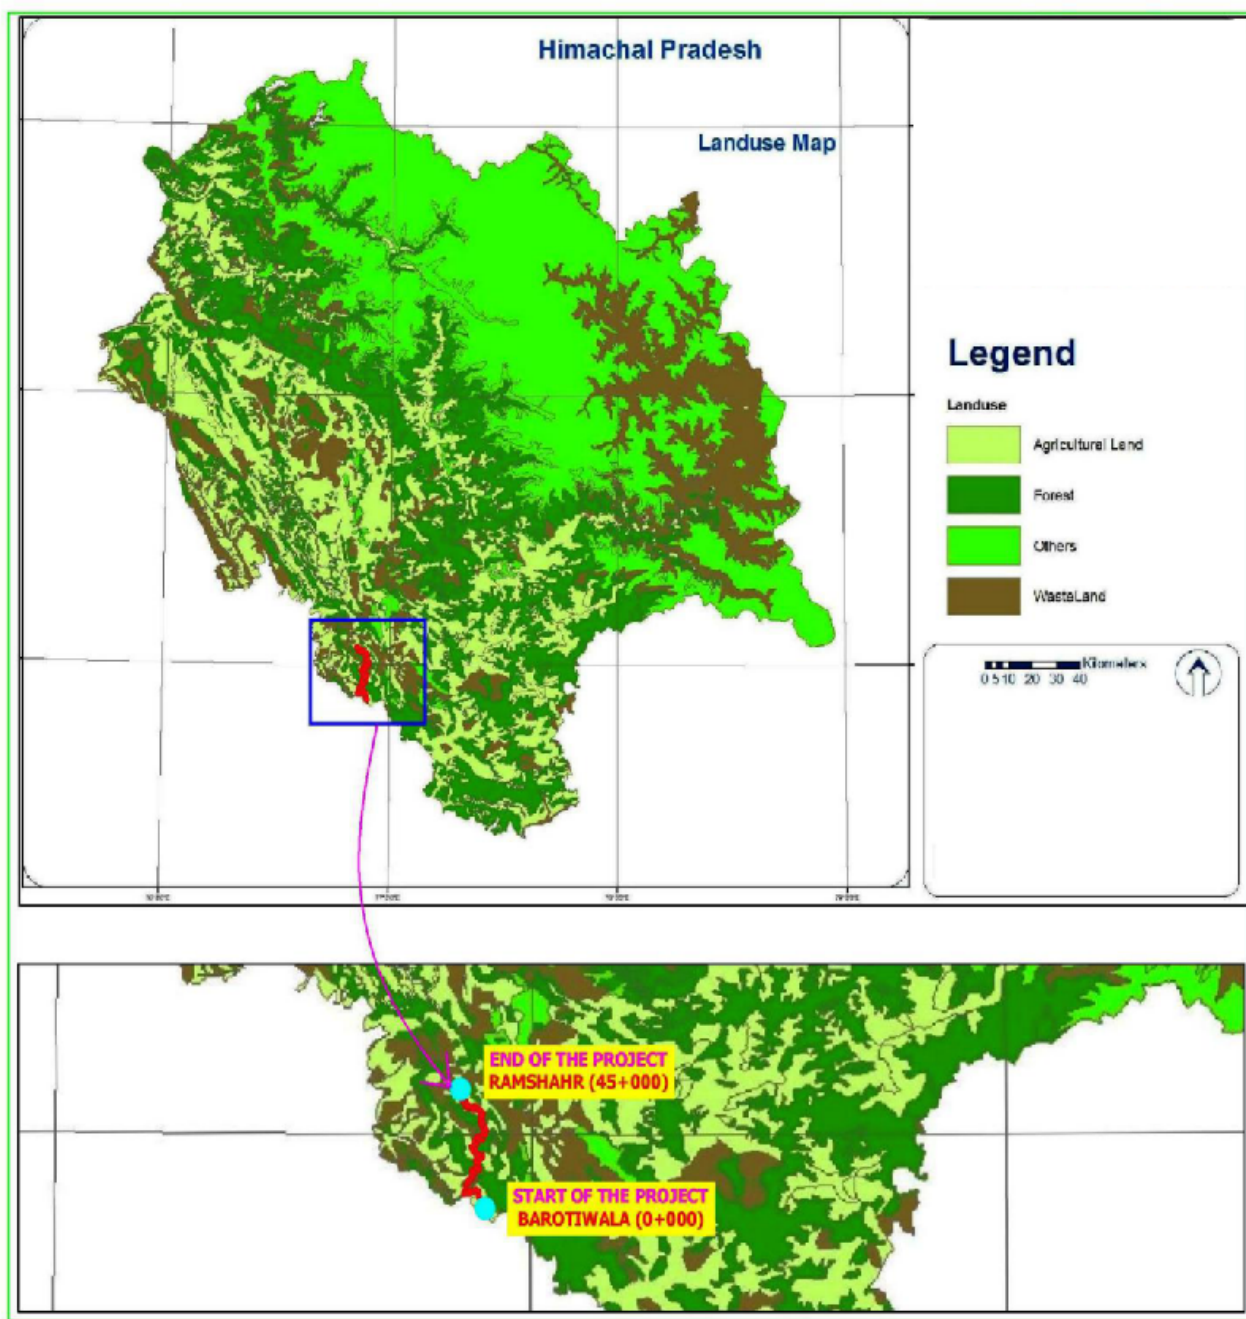 Himachal Pradesh
Landuse Map
Legend
Landuse
Agricultural Land
Forest
Others
WasteLand
Kilometers
0 5 10 20 30 40
END OF THE PROJECT
RAMSHAHR (45+000)
START OF THE PROJECT
BAROTIWALA (0+000)